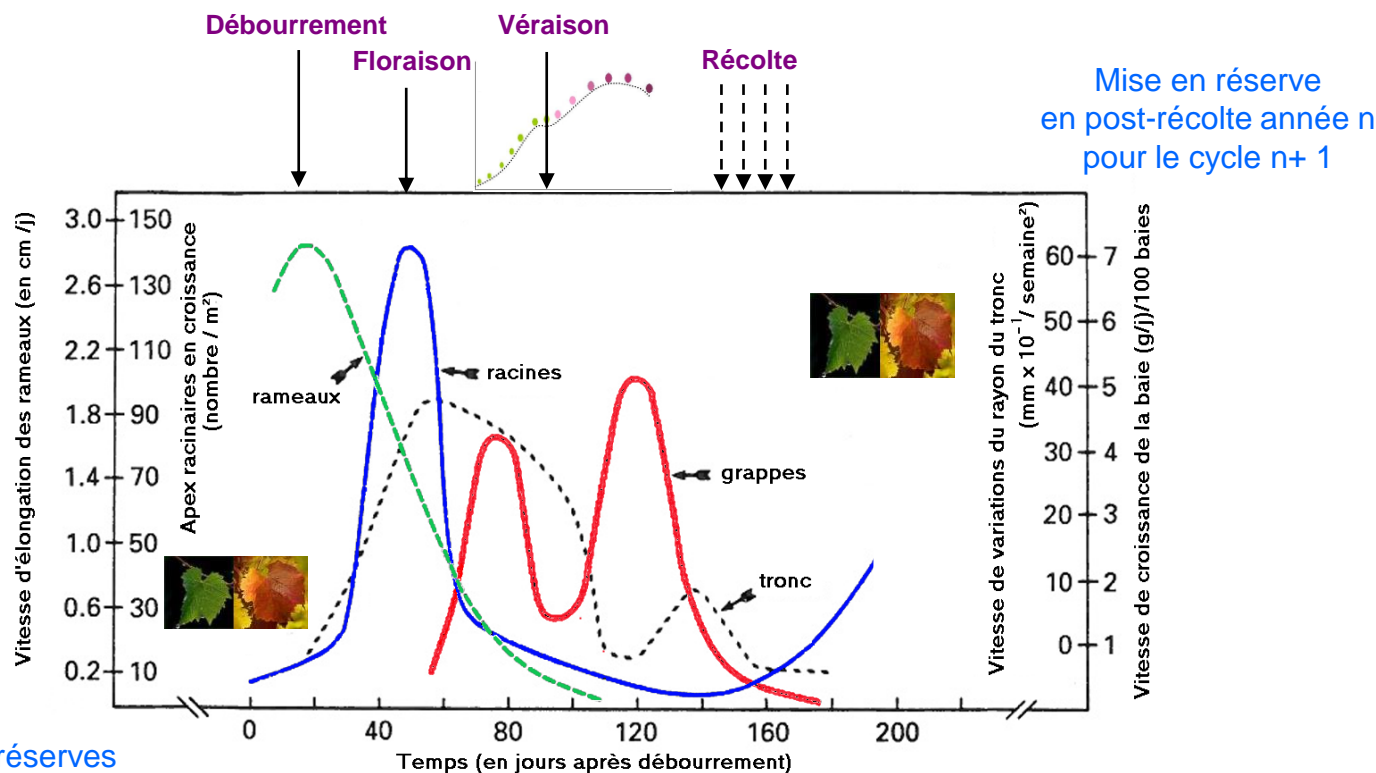 Débourrement
Floraison
Véraison
Récolte
Mise en réserve
en post-récolte année n
pour le cycle n+ 1
Vitesse d'élongation des rameaux (en cm /j)
3.0
2.6
2.2
1.8
1.4
1.0
0.6
0.2
150
130
110
90
70
50
30
10
Apex racinaires en croissance
(nombre / m²)
rameaux
racines
grappes
tronc
Vitesse de variations du rayon du tronc
(mm x 10⁻¹/ semaine²)
60
50
40
30
20
10
0
7
6
5
4
3
2
1
Vitesse de croissance de la baie (g/j)/100 baies
0
40
80
120
160
200
Temps (en jours après débourrement)
réserves